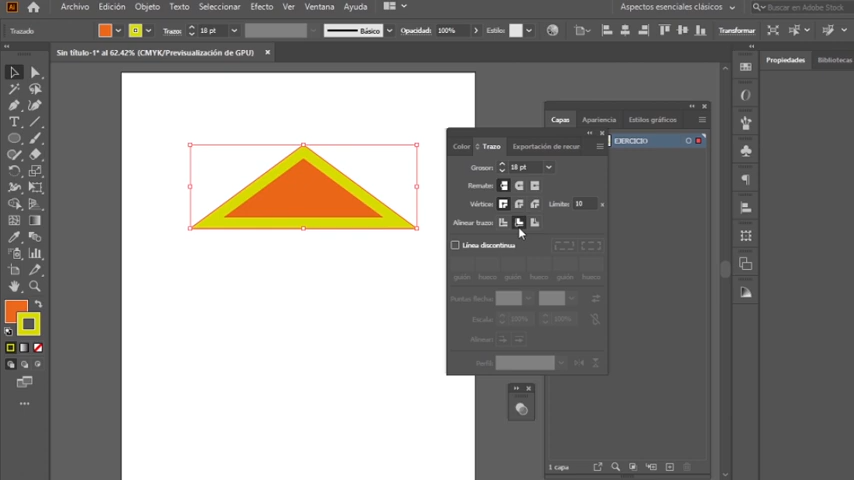 Ai Archivo Edición Objeto Texto Seleccionar Efecto Ver Ventana Ayuda Aspectos esenciales clásicos Buscar en Adobe Stock
Trazado Trazo: 18 pt Básico Opacidad: 100% Estilo: Transformar
Sin título-1* al 62.42% (CMYK/Previsualización de GPU) ×
Propiedades Bibliotecas
Capas Apariencia Estilos gráficos
Color Trazo Exportación de recur
EJERCICIO
Grosor: 18 pt
Remate:
Vértice: Límite: 10 x
Alinear trazo:
Línea discontinua
guión hueco guión hueco guión hueco
Puntas flecha:
Escala: 100% 100%
Alinear:
Perfil:
1 capa